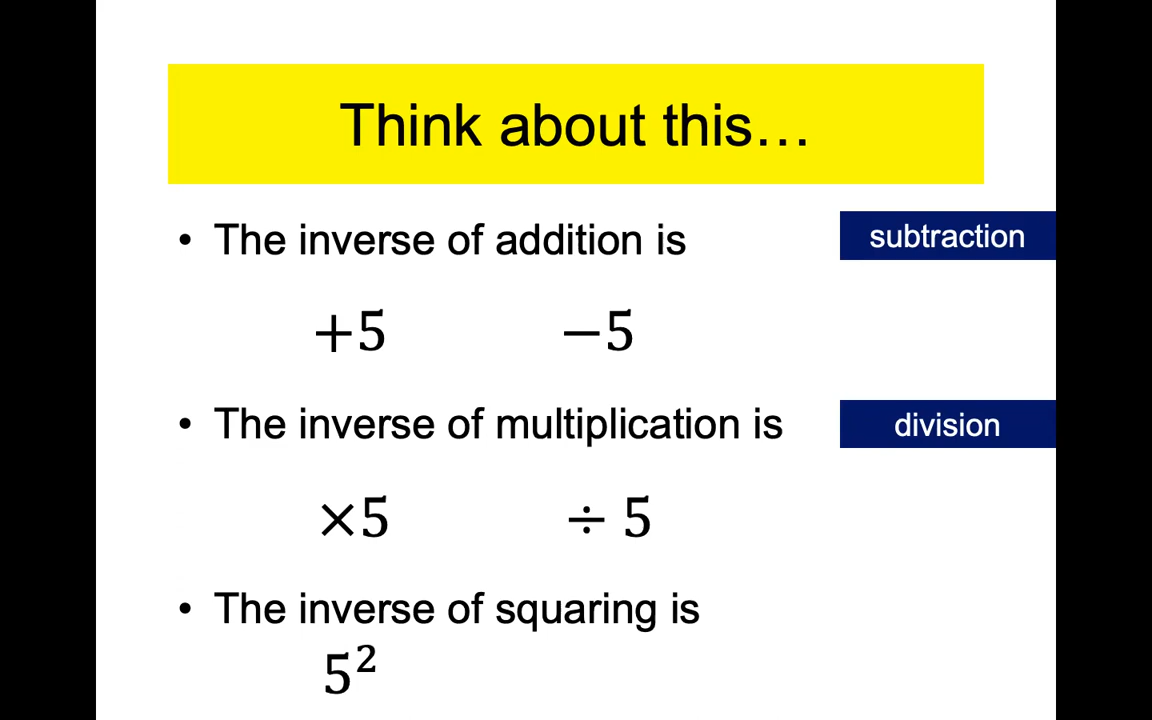 Think about this…
• The inverse of addition is
subtraction
+5
−5
• The inverse of multiplication is
division
×5
÷ 5
• The inverse of squaring is
5²